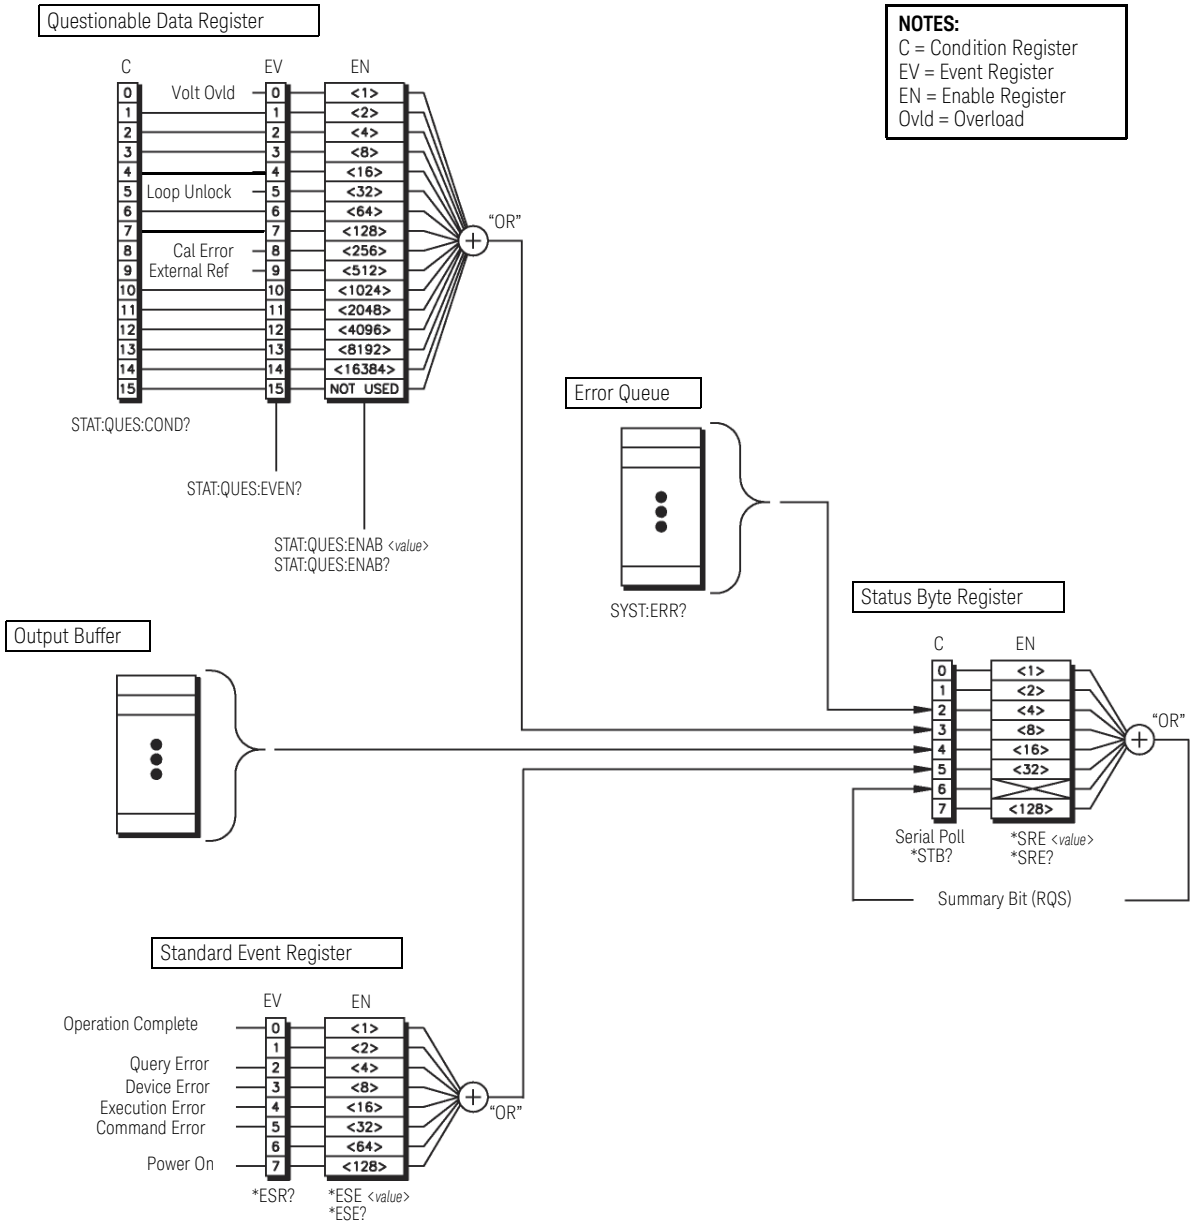 Questionable Data Register
NOTES:
C = Condition Register
EV = Event Register
EN = Enable Register
Ovld = Overload
C EV EN
0 Volt Ovld 0 <1>
1 1 <2>
2 2 <4>
3 3 <8>
4 4 <16>
5 Loop Unlock 5 <32>
6 6 <64>
7 7 <128>
8 Cal Error 8 <256>
9 External Ref 9 <512>
10 10 <1024>
11 11 <2048>
12 12 <4096>
13 13 <8192>
14 14 <16384>
15 15 NOT USED
"OR"
+
STAT:QUES:COND?
STAT:QUES:EVEN?
STAT:QUES:ENAB <value>
STAT:QUES:ENAB?
Error Queue
SYST:ERR?
Output Buffer
Status Byte Register
C EN
0 <1>
1 <2>
2 <4>
3 <8>
4 <16>
5 <32>
6
7 <128>
"OR"
+
Serial Poll
*STB?
*SRE <value>
*SRE?
Summary Bit (RQS)
Standard Event Register
EV EN
Operation Complete 0 <1>
1 <2>
Query Error 2 <4>
Device Error 3 <8>
Execution Error 4 <16>
Command Error 5 <32>
6 <64>
Power On 7 <128>
+
"OR"
*ESR?
*ESE <value>
*ESE?